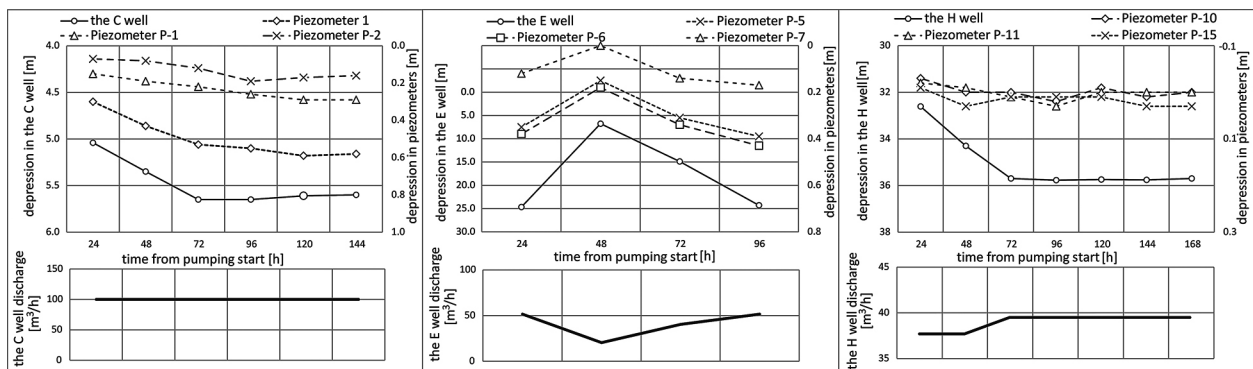 the C well
Piezometer 1
Piezometer P-1
Piezometer P-2
depression in the C well [m]
4.0
4.5
5.0
5.5
6.0
0.0
0.2
0.4
0.6
0.8
1.0
depression in piezometers [m]
24 48 72 96 120 144
time from pumping start [h]
the C well discharge
[m³/h]
150
100
50
0
the E well
Piezometer P-5
Piezometer P-6
Piezometer P-7
depression in the E well [m]
0.0
5.0
10.0
15.0
20.0
25.0
30.0
0
0.2
0.4
0.6
0.8
depression in piezometers [m]
24 48 72 96
time from pumping start [h]
the E well discharge
[m³/h]
100
50
0
the H well
Piezometer P-10
Piezometer P-11
Piezometer P-15
depression in the H well [m]
30
32
34
36
38
-0.1
0.1
0.3
depression in piezometers [m]
24 48 72 96 120 144 168
time from pumping start [h]
the H well discharge
[m³/h]
45
40
35